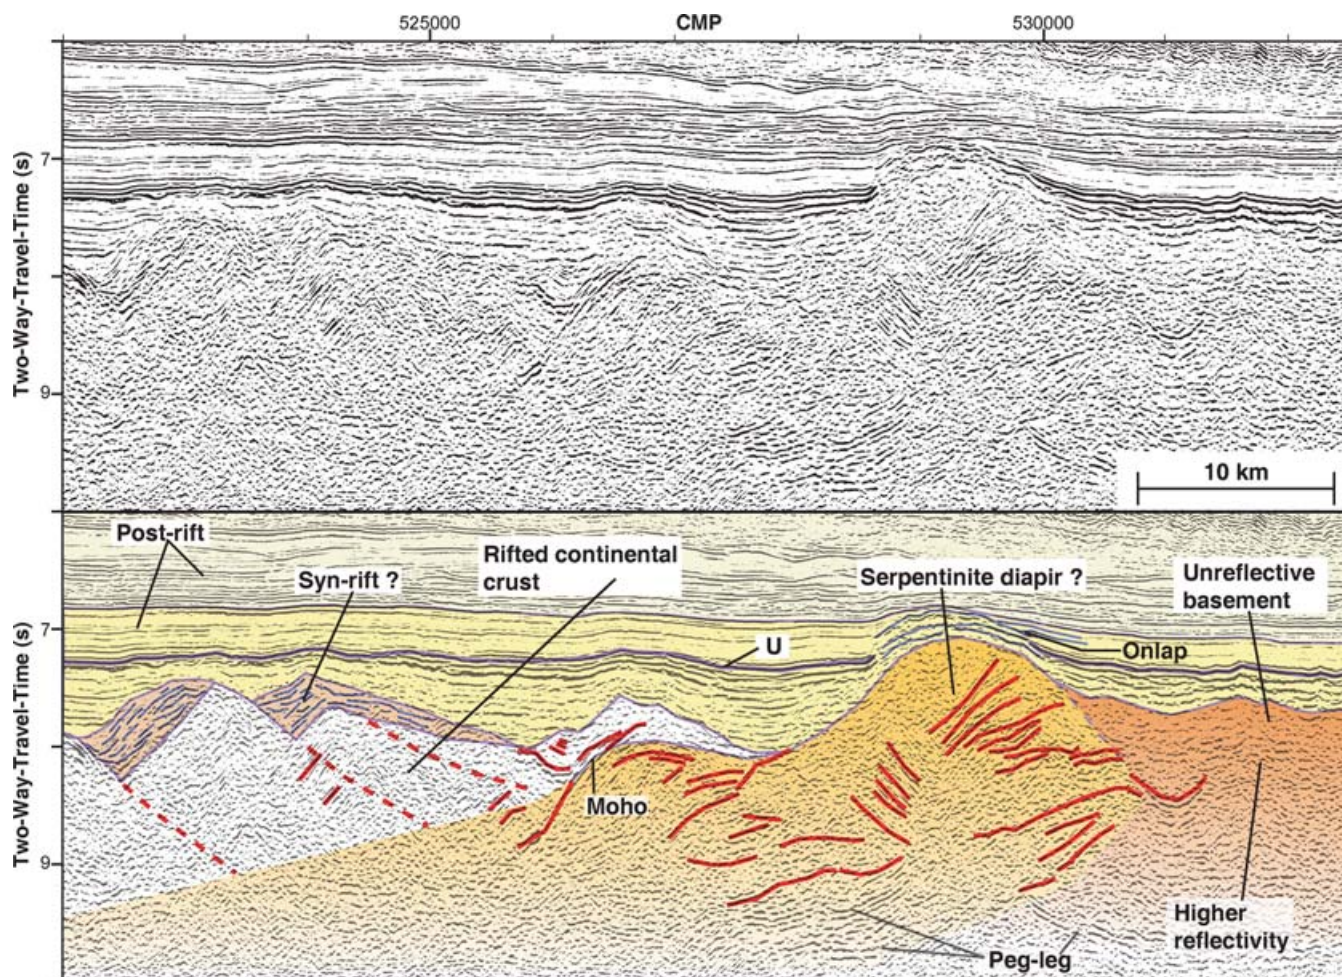 525000 CMP 530000
Two-Way-Travel-Time (s)
7
9
10 km
Post-rift
Syn-rift ?
Rifted continental
crust
Serpentinite diapir ?
Unreflective
basement
Two-Way-Travel-Time (s)
7
U
Onlap
Moho
9
Higher
reflectivity
Peg-leg